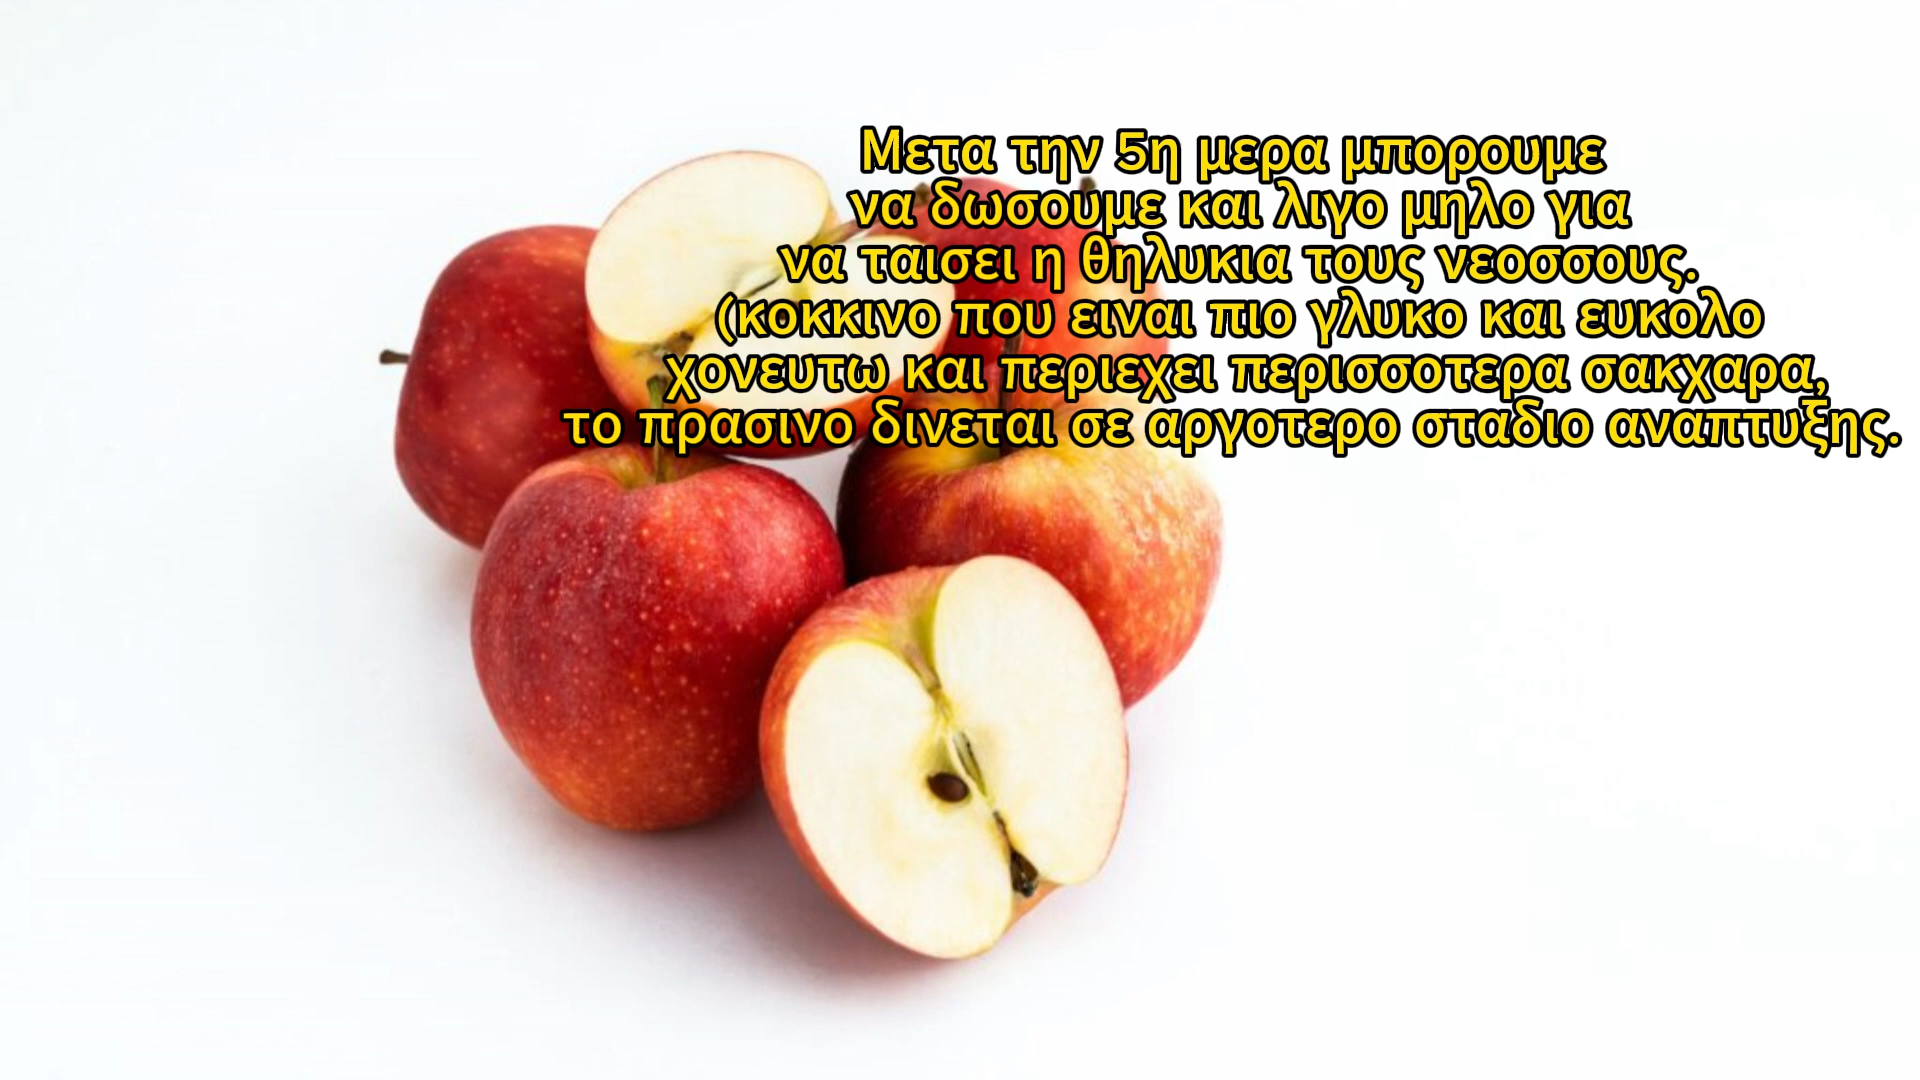 Μετα την 5η μερα μπορουμε
να δωσουμε και λιγο μηλο για
να ταισει η θηλυκια τους νεοσσους.
(κοκκινο που ειναι πιο γλυκο και ευκολο
χονευτω και περιεχει περισσοτερα σακχαρα,
το πρασινο δινεται σε αργοτερο σταδιο αναπτυξης.